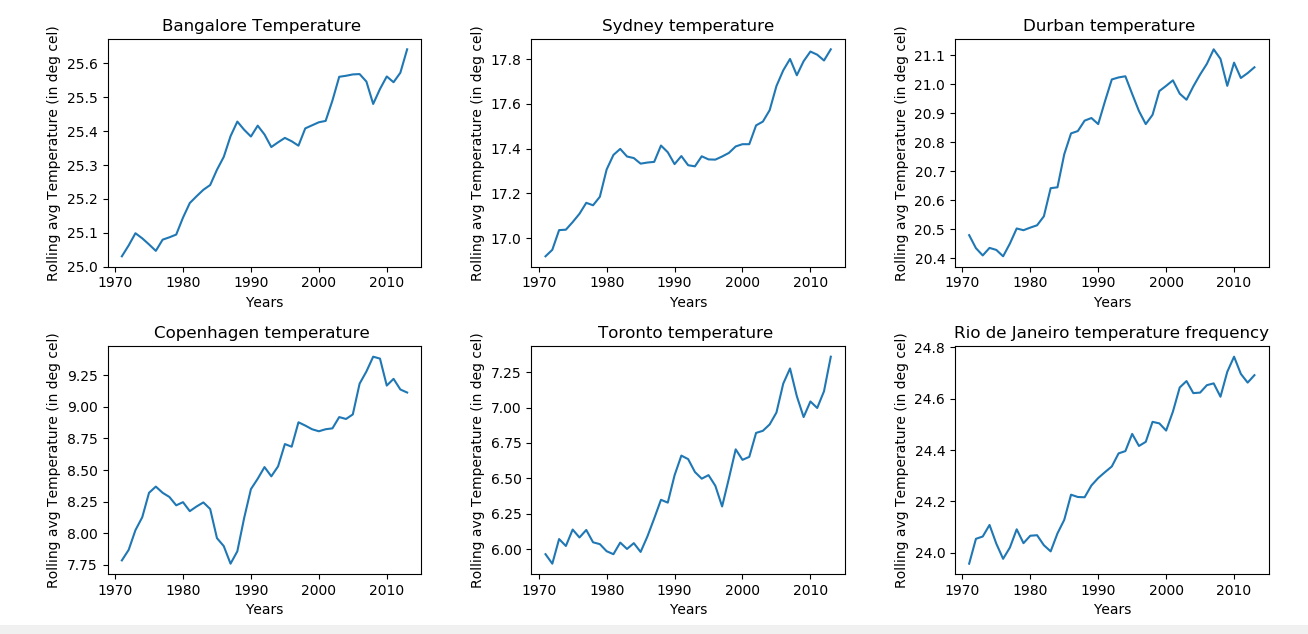 Bangalore Temperature
Rolling avg Temperature (in deg cel)
25.6
25.5
25.4
25.3
25.2
25.1
25.0
1970 1980 1990 2000 2010
Years
Sydney temperature
Rolling avg Temperature (in deg cel)
17.8
17.6
17.4
17.2
17.0
1970 1980 1990 2000 2010
Years
Durban temperature
Rolling avg Temperature (in deg cel)
21.1
21.0
20.9
20.8
20.7
20.6
20.5
20.4
1970 1980 1990 2000 2010
Years
Copenhagen temperature
Rolling avg Temperature (in deg cel)
9.25
9.00
8.75
8.50
8.25
8.00
7.75
1970 1980 1990 2000 2010
Years
Toronto temperature
Rolling avg Temperature (in deg cel)
7.25
7.00
6.75
6.50
6.25
6.00
1970 1980 1990 2000 2010
Years
Rio de Janeiro temperature frequency
Rolling avg Temperature (in deg cel)
24.8
24.6
24.4
24.2
24.0
1970 1980 1990 2000 2010
Years